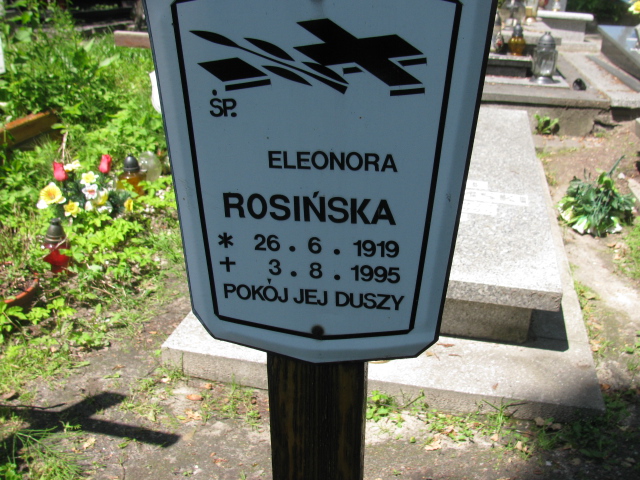 ŚP.
ELEONORA
ROSIŃSKA
* 26.6.1919
+ 3.8.1995
POKÓJ JEJ DUSZY